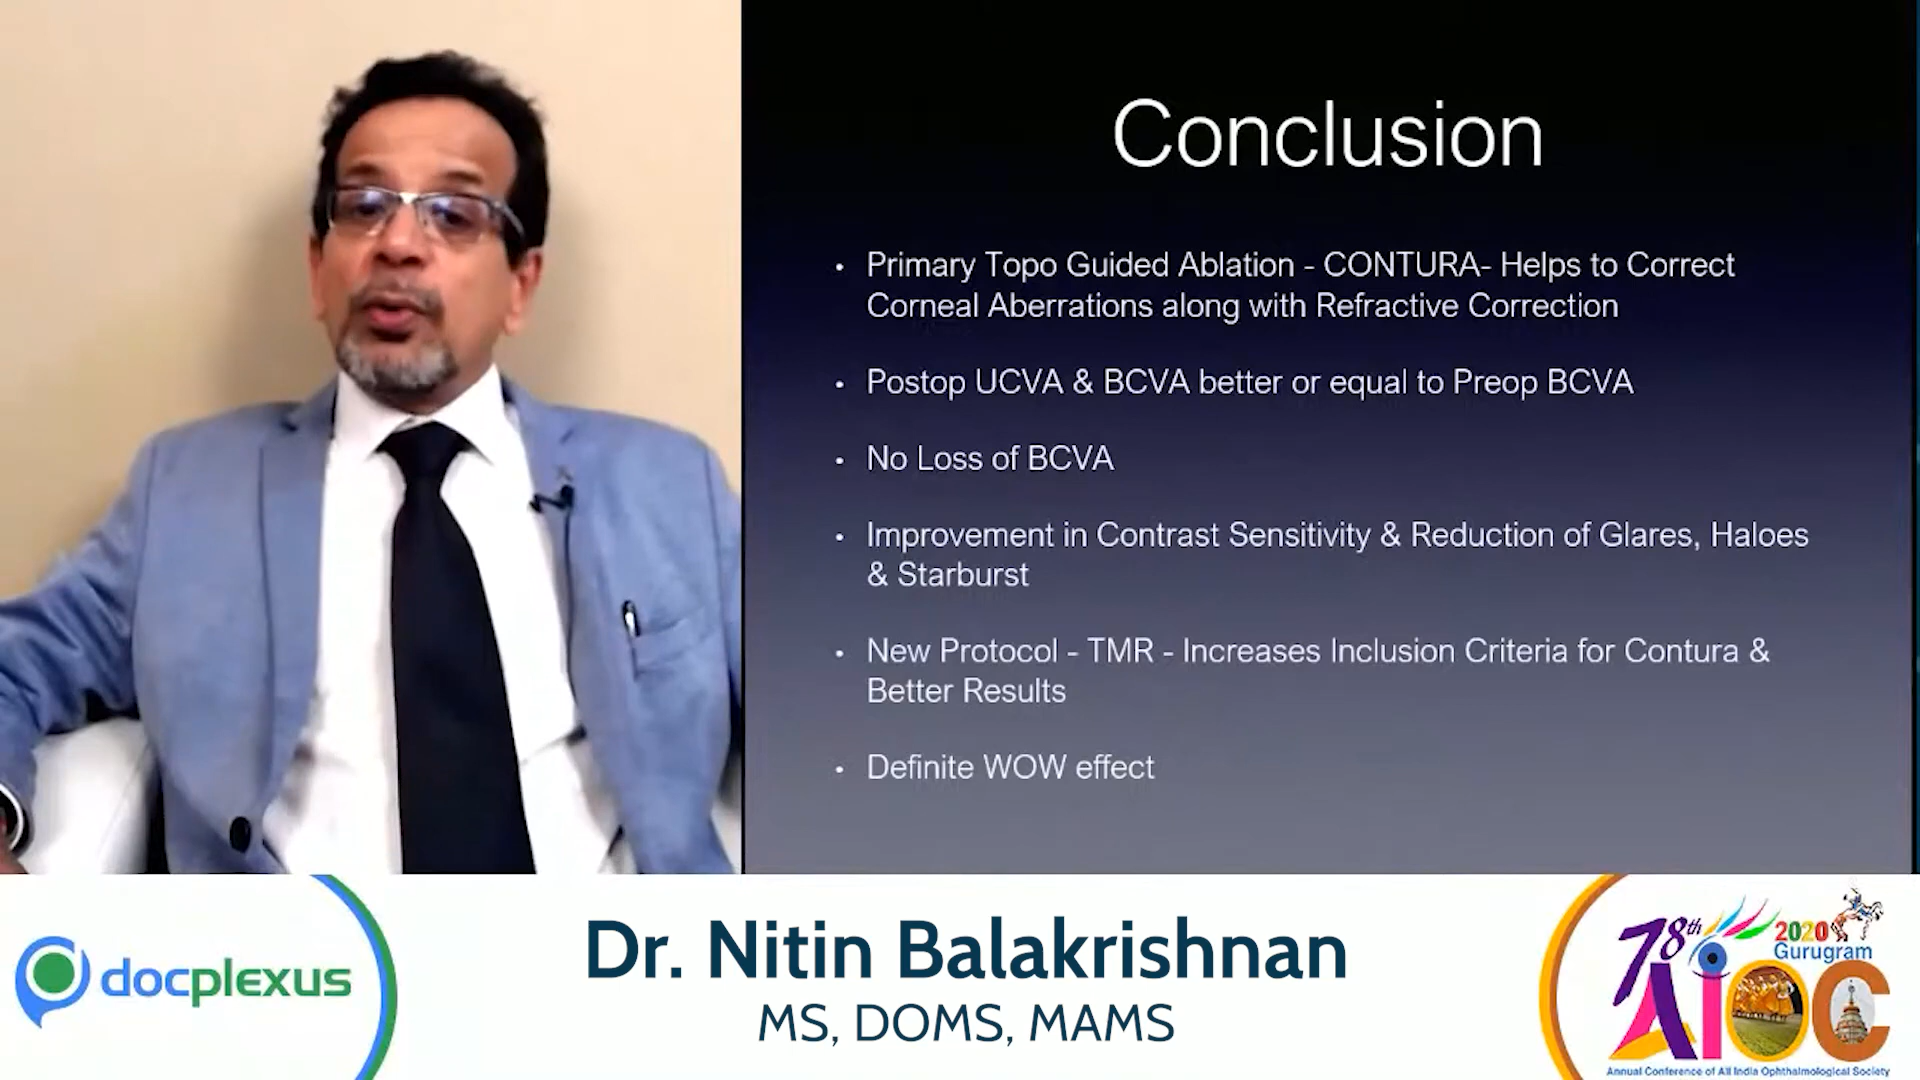 Conclusion
• Primary Topo Guided Ablation - CONTURA- Helps to Correct
Corneal Aberrations along with Refractive Correction
• Postop UCVA & BCVA better or equal to Preop BCVA
• No Loss of BCVA
• Improvement in Contrast Sensitivity & Reduction of Glares, Haloes
& Starburst
• New Protocol - TMR - Increases Inclusion Criteria for Contura &
Better Results
• Definite WOW effect
docplexus
Dr. Nitin Balakrishnan
MS, DOMS, MAMS
78th
2020
Gurugram
AIOC
Annual Conference of All India Ophthalmological Society